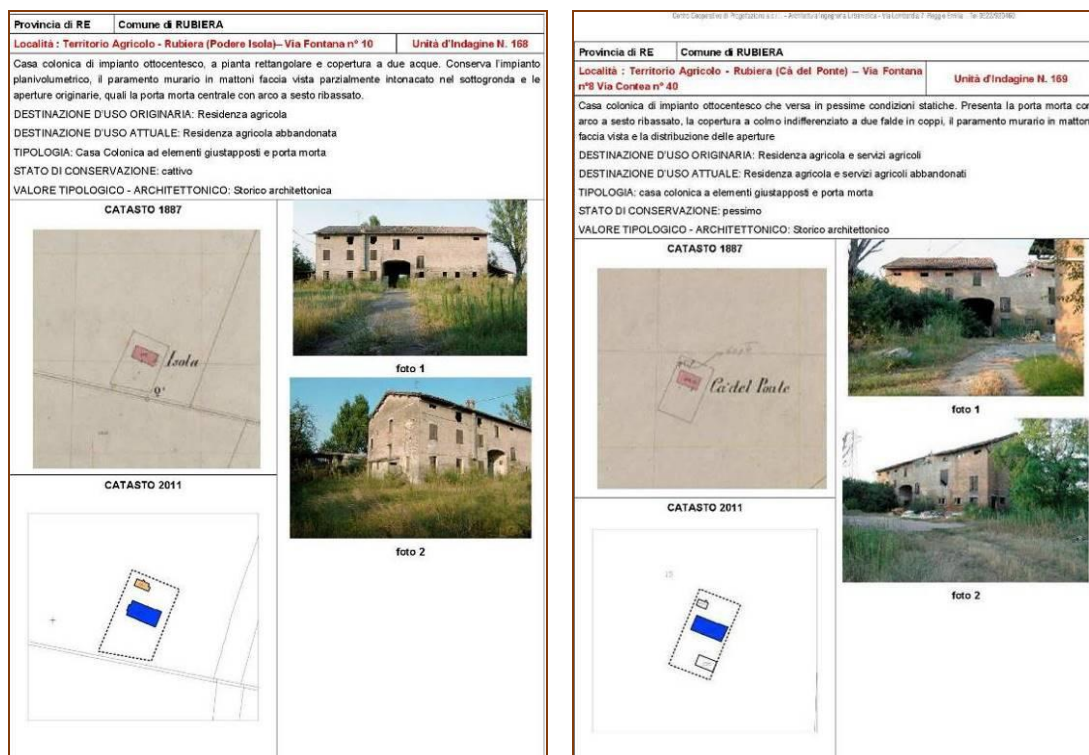 Provincia di RE Comune di RUBIERA
Località : Territorio Agricolo - Rubiera (Podere Isola)– Via Fontana n° 10 Unità d'Indagine N. 168
Casa colonica di impianto ottocentesco, a pianta rettangolare e copertura a due acque. Conserva l'impianto
planivolumetrico, il paramento murario in mattoni faccia vista parzialmente intonacato nel sottogronda e le
aperture originarie, quali la porta morta centrale con arco a sesto ribassato.
DESTINAZIONE D'USO ORIGINARIA: Residenza agricola
DESTINAZIONE D'USO ATTUALE: Residenza agricola abbandonata
TIPOLOGIA: Casa Colonica ad elementi giustapposti e porta morta
STATO DI CONSERVAZIONE: cattivo
VALORE TIPOLOGICO - ARCHITETTONICO: Storico architettonica
CATASTO 1887
Isola
foto 1
CATASTO 2011
foto 2
Provincia di RE Comune di RUBIERA
Località : Territorio Agricolo - Rubiera (Cà del Ponte) – Via Fontana
n°8 Via Contea n° 40
Unità d'Indagine N. 169
Casa colonica di impianto ottocentesco che versa in pessime condizioni statiche. Presenta la porta morta con
arco a sesto ribassato, la copertura a colmo indifferenziato a due falde in coppi, il paramento murario in mattoni
faccia vista e la distribuzione delle aperture
DESTINAZIONE D'USO ORIGINARIA: Residenza agricola e servizi agricoli
DESTINAZIONE D'USO ATTUALE: Residenza agricola e servizi agricoli abbandonati
TIPOLOGIA: casa colonica a elementi giustapposti e porta morta
STATO DI CONSERVAZIONE: pessimo
VALORE TIPOLOGICO - ARCHITETTONICO: Storico architettonico
CATASTO 1887
Ca' del Ponte
foto 1
CATASTO 2011
15
foto 2